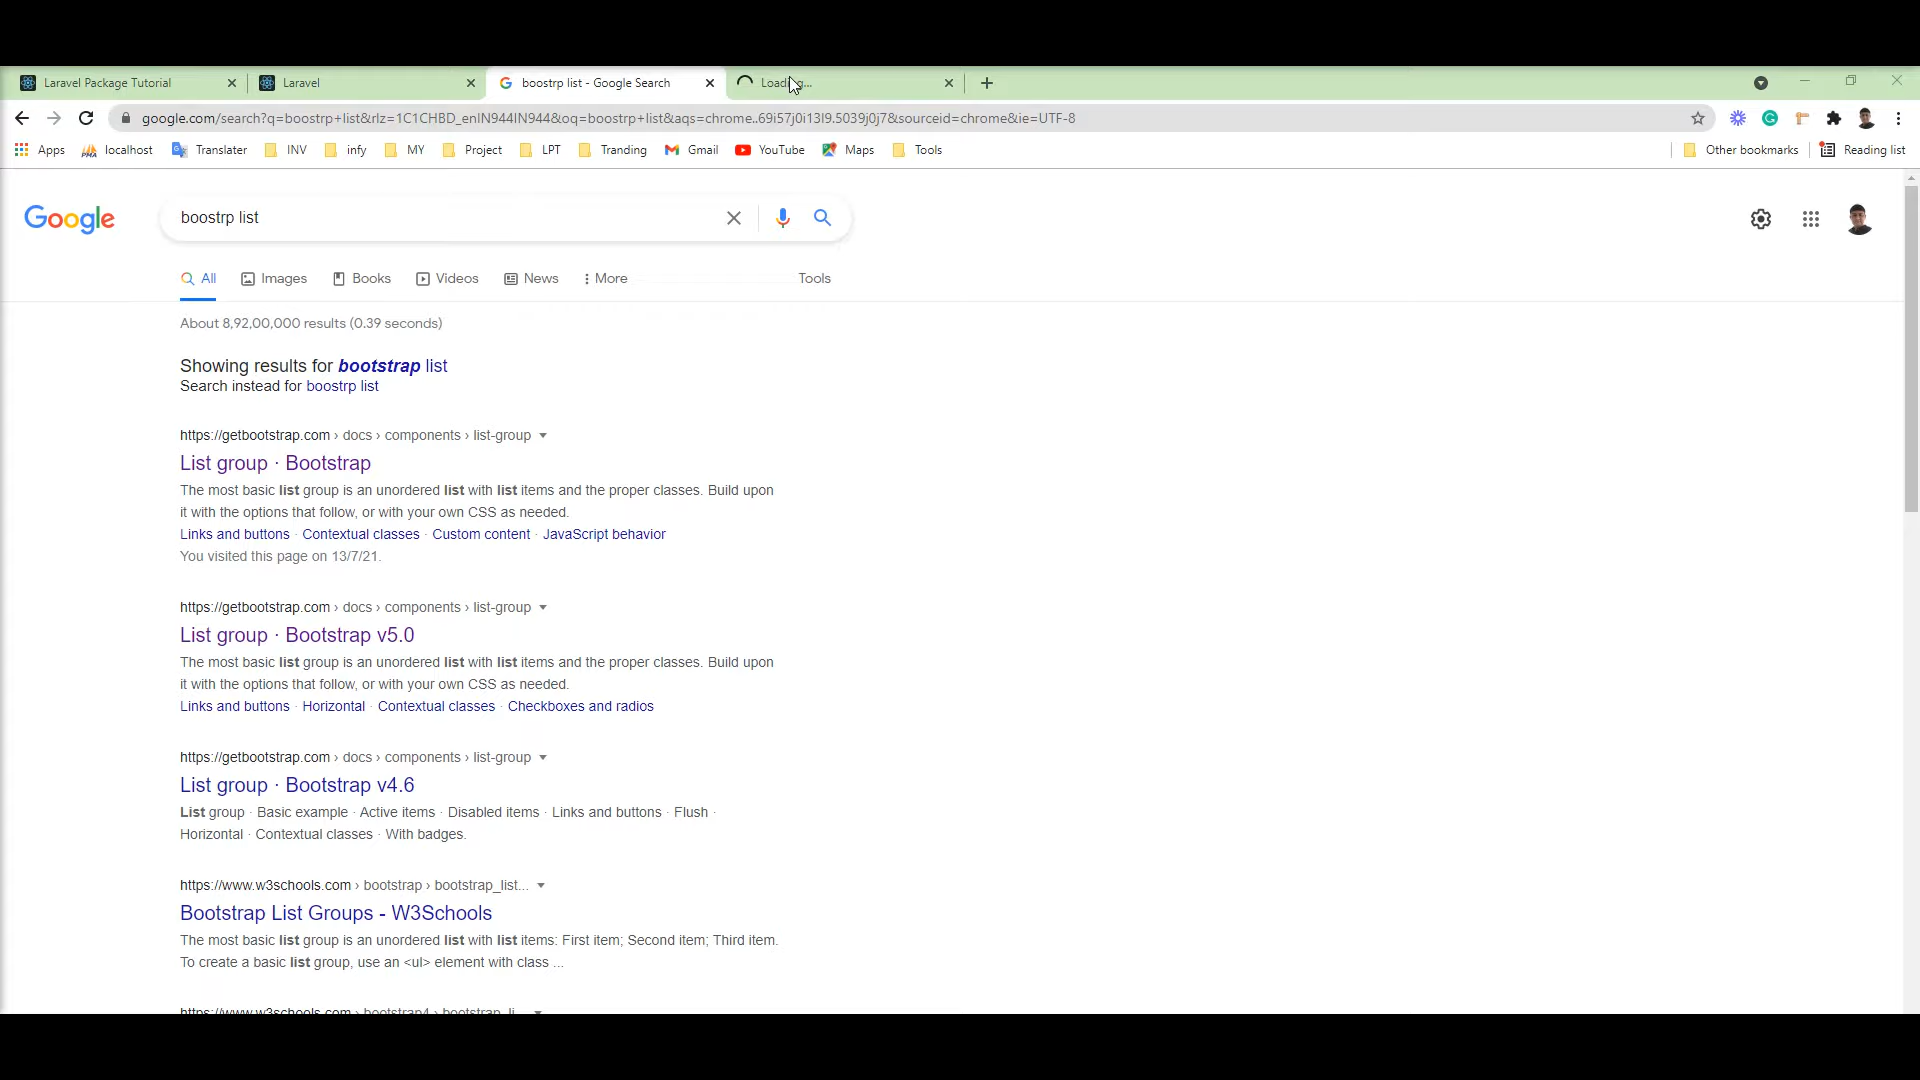 Laravel Package Tutorial
Laravel
boostrp list - Google Search
google.com/search?q=boostrp+list&rlz=1C1CHBD_enIN944IN944&oq=boostrp+list&aqs=chrome..69i57j0i13l9.5039j0j7&sourceid=chrome&ie=UTF-8
Apps localhost Translater INV infy MY Project LPT Tranding Gmail YouTube Maps Tools Other bookmarks Reading list
Google
boostrp list
All Images Books Videos News More Tools
About 8,92,00,000 results (0.39 seconds)
Showing results for bootstrap list
Search instead for boostrp list
https://getbootstrap.com › docs › components › list-group
List group · Bootstrap
The most basic list group is an unordered list with list items and the proper classes. Build upon
it with the options that follow, or with your own CSS as needed.
Links and buttons · Contextual classes · Custom content · JavaScript behavior
You visited this page on 13/7/21.
https://getbootstrap.com › docs › components › list-group
List group · Bootstrap v5.0
The most basic list group is an unordered list with list items and the proper classes. Build upon
it with the options that follow, or with your own CSS as needed.
Links and buttons · Horizontal · Contextual classes · Checkboxes and radios
https://getbootstrap.com › docs › components › list-group
List group · Bootstrap v4.6
List group · Basic example · Active items · Disabled items · Links and buttons · Flush ·
Horizontal · Contextual classes · With badges.
https://www.w3schools.com › bootstrap › bootstrap_list...
Bootstrap List Groups - W3Schools
The most basic list group is an unordered list with list items: First item; Second item; Third item.
To create a basic list group, use an <ul> element with class ...
https://www.w3schools.com › bootstrap4 › bootstrap_li...